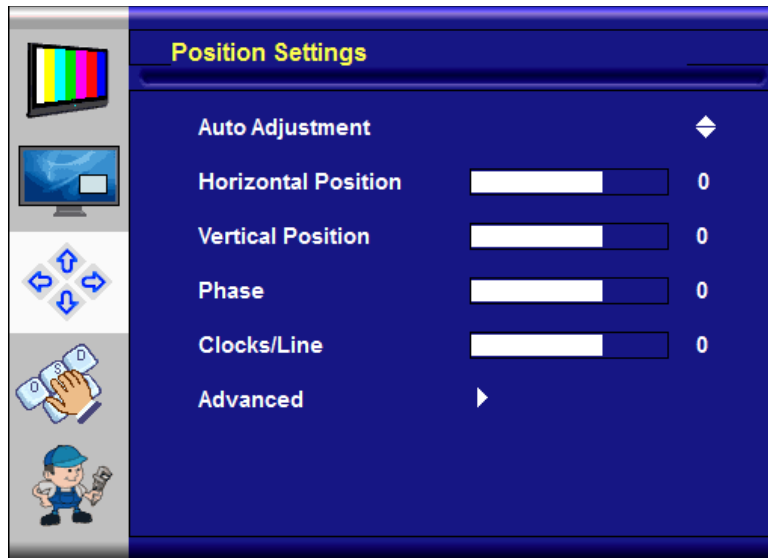 Position Settings
Auto Adjustment
Horizontal Position 0
Vertical Position 0
Phase 0
Clocks/Line 0
Advanced
O S D